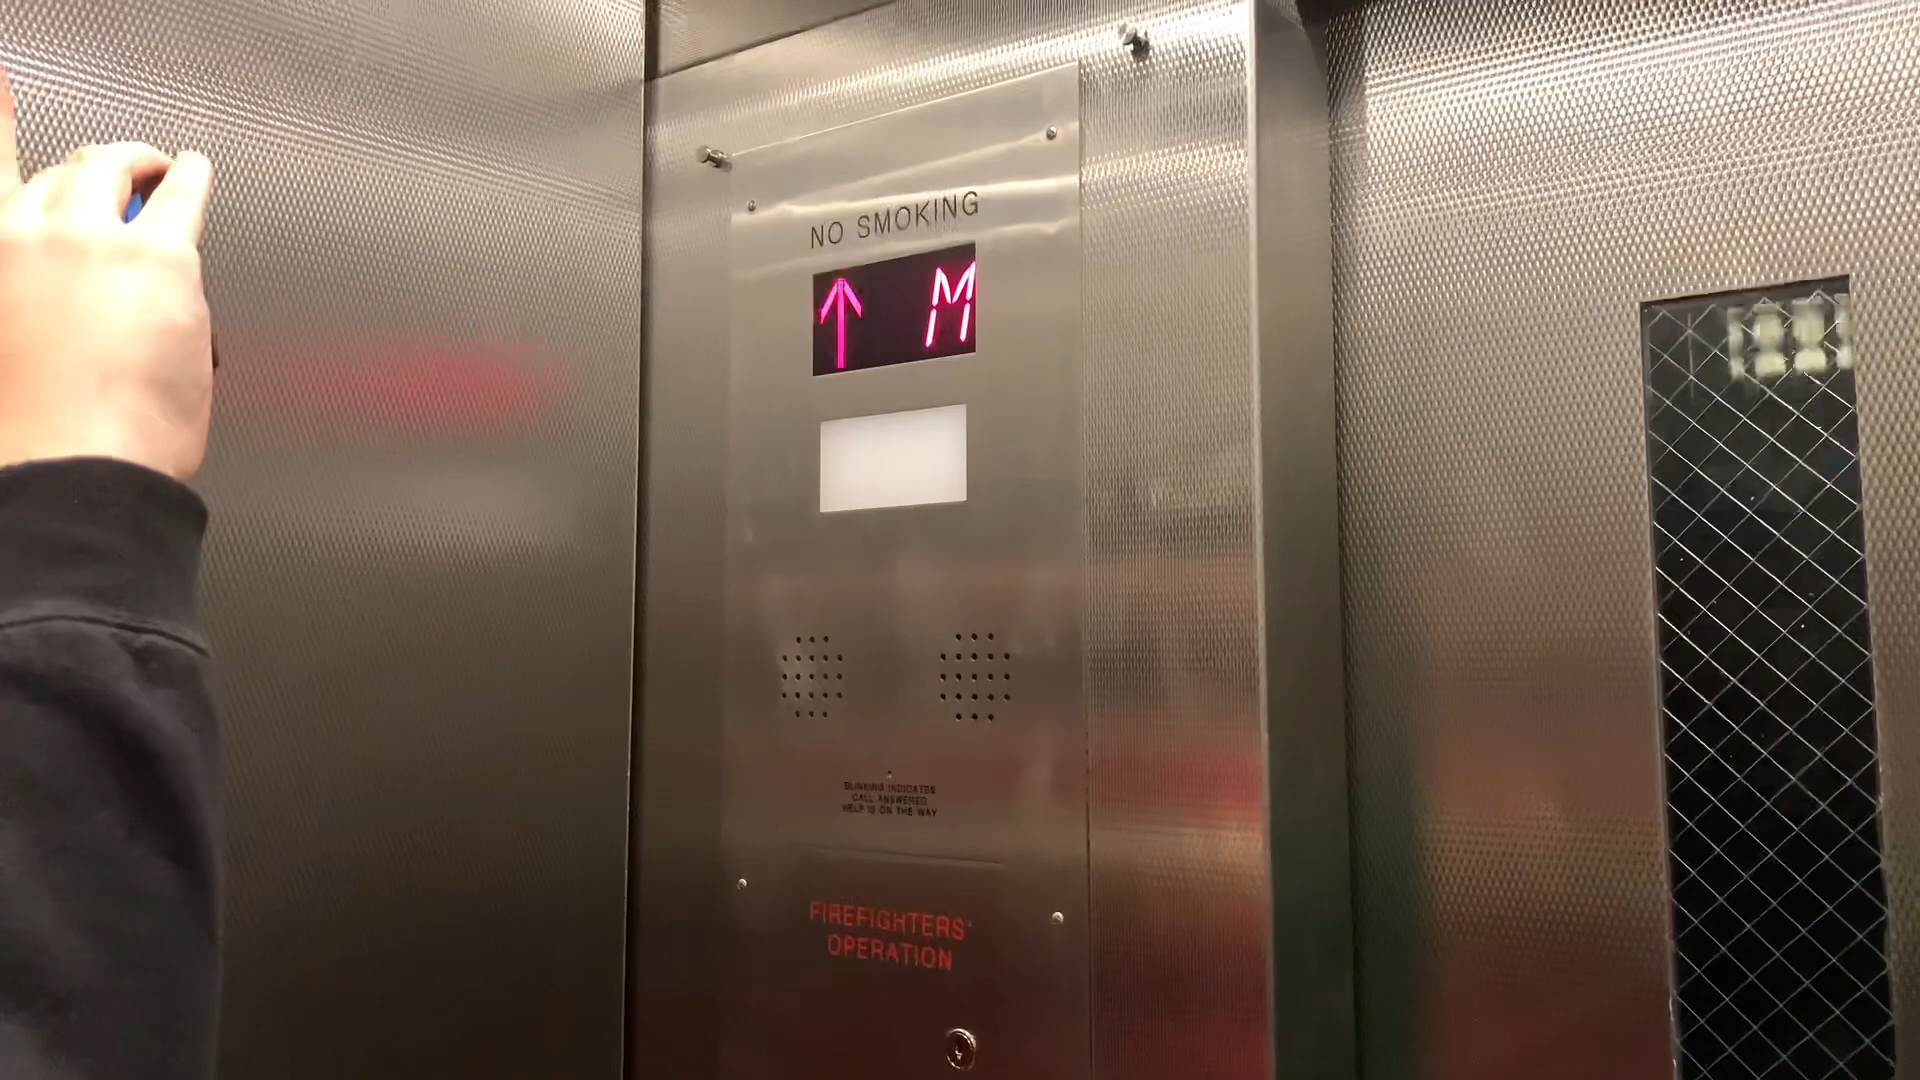 NO SMOKING
↑ M
BLINKING INDICATES
CALL ANSWERED
HELP IS ON THE WAY
FIREFIGHTERS'
OPERATION